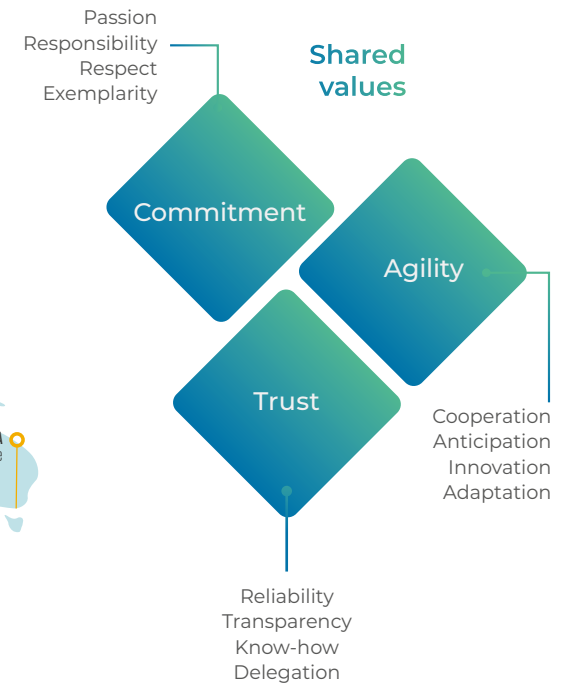 Passion
Responsibility
Respect
Exemplarity
Shared
values
Commitment
Agility
Trust
Cooperation
Anticipation
Innovation
Adaptation
Reliability
Transparency
Know-how
Delegation